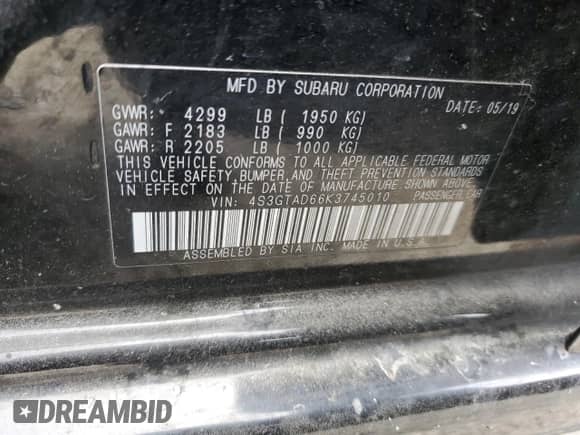 MFD BY SUBARU CORPORATION
GVWR: 4299 LB ( 1950 KG) DATE: 05/19
GAWR: F 2183 LB ( 990 KG)
GAWR: R 2205 LB ( 1000 KG)
THIS VEHICLE CONFORMS TO ALL APPLICABLE FEDERAL MOTOR
VEHICLE SAFETY, BUMPER, AND THEFT PREVENTION STANDARDS
IN EFFECT ON THE DATE OF MANUFACTURE SHOWN ABOVE.
VIN: 4S3GTAD66K3745010 PASSENGER CAR
ASSEMBLED BY SIA INC. MADE IN U.S.A.
DREAMBID